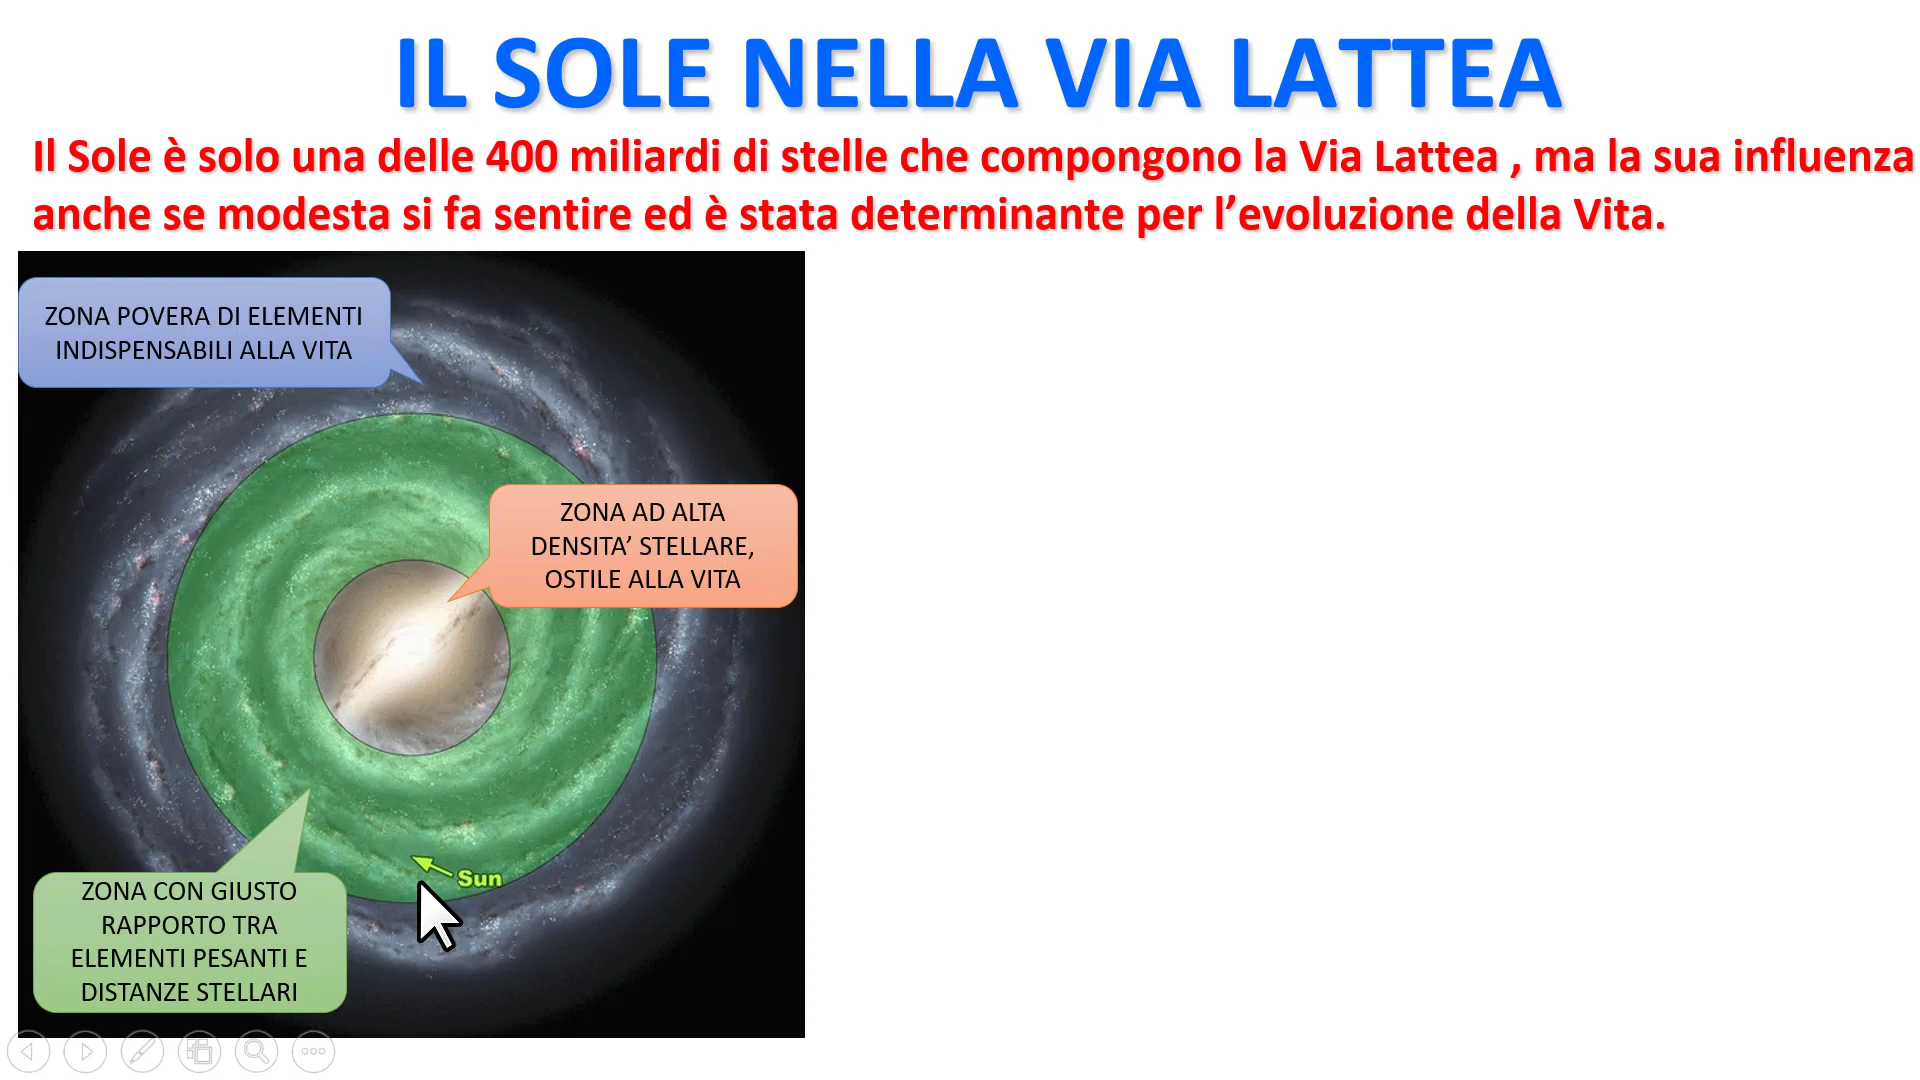 IL SOLE NELLA VIA LATTEA
Il Sole è solo una delle 400 miliardi di stelle che compongono la Via Lattea , ma la sua influenza
anche se modesta si fa sentire ed è stata determinante per l’evoluzione della Vita.
ZONA POVERA DI ELEMENTI
INDISPENSABILI ALLA VITA
ZONA AD ALTA
DENSITA’ STELLARE,
OSTILE ALLA VITA
Sun
ZONA CON GIUSTO
RAPPORTO TRA
ELEMENTI PESANTI E
DISTANZE STELLARI